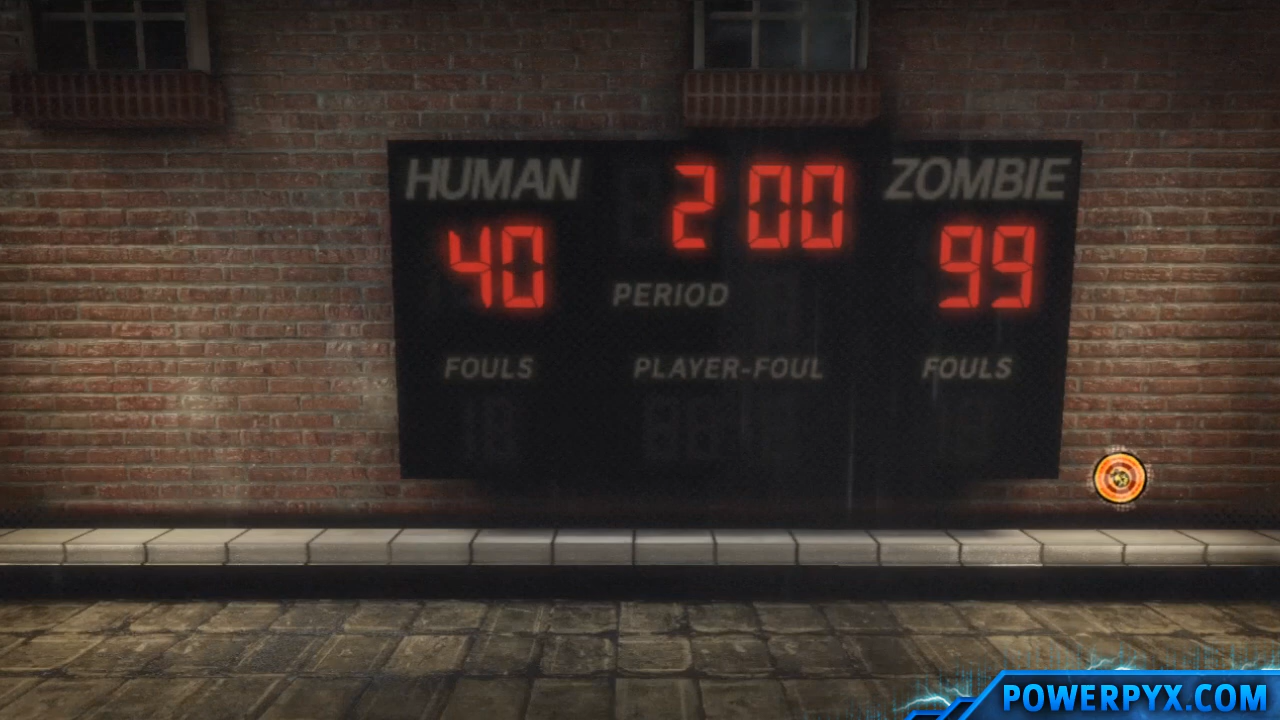 HUMAN 2 00 ZOMBIE
40 99
PERIOD
FOULS PLAYER-FOUL FOULS
POWERPYX.COM